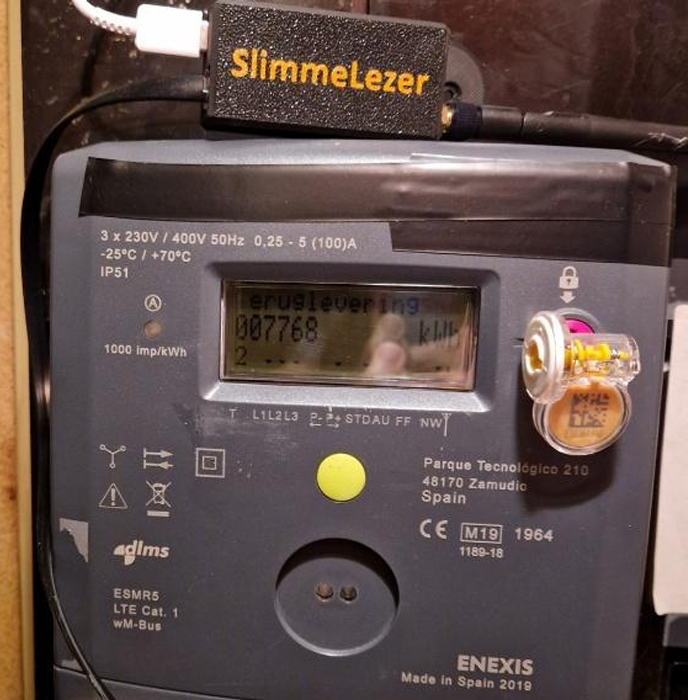 SlimmeLezer
3 x 230V / 400V 50Hz 0,25 - 5 (100)A
-25°C / +70°C
IP51
A
1000 imp/kWh
eruglevering
007768 kWh
2
T L1L2L3 P-P+ STDAU FF NW
Parque Tecnológico 210
48170 Zamudio
Spain
CE M19 1964
1189-18
dlms
ESMR5
LTE Cat. 1
wM-Bus
ENEXIS
Made in Spain 2019